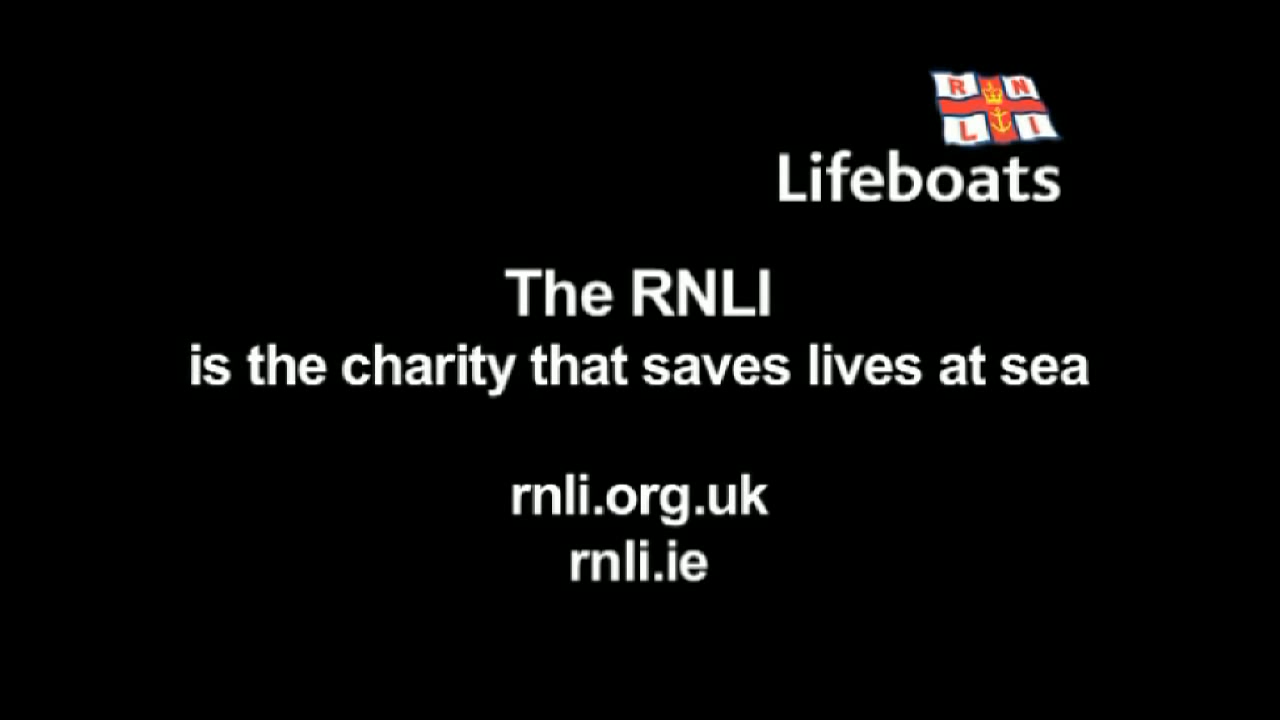 R N
L I
Lifeboats
The RNLI
is the charity that saves lives at sea
rnli.org.uk
rnli.ie